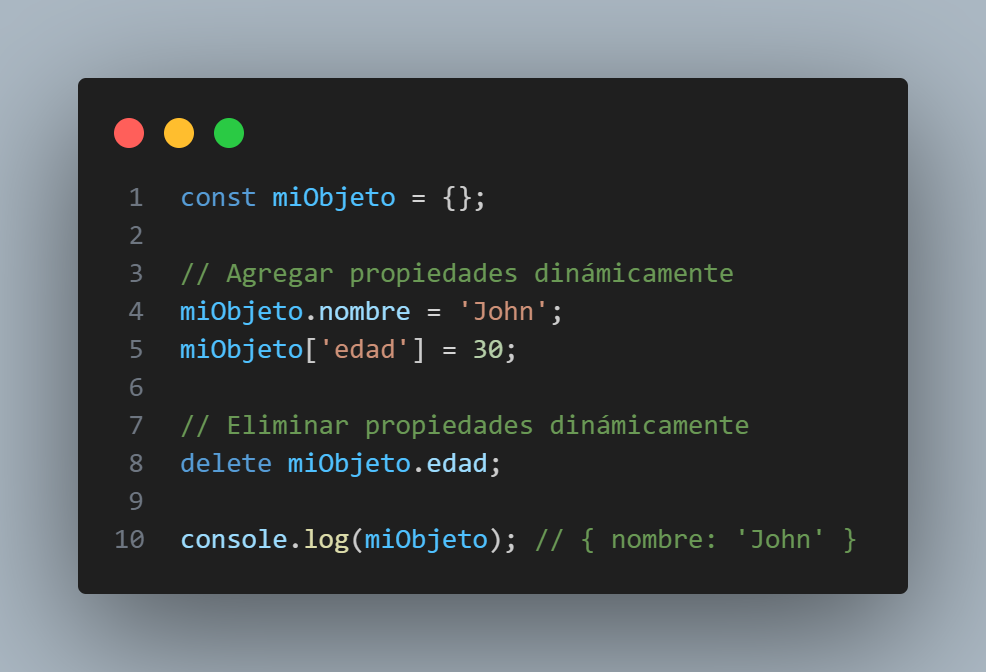 1 const miObjeto = {};
2
3 // Agregar propiedades dinámicamente
4 miObjeto.nombre = 'John';
5 miObjeto['edad'] = 30;
6
7 // Eliminar propiedades dinámicamente
8 delete miObjeto.edad;
9
10 console.log(miObjeto); // { nombre: 'John' }